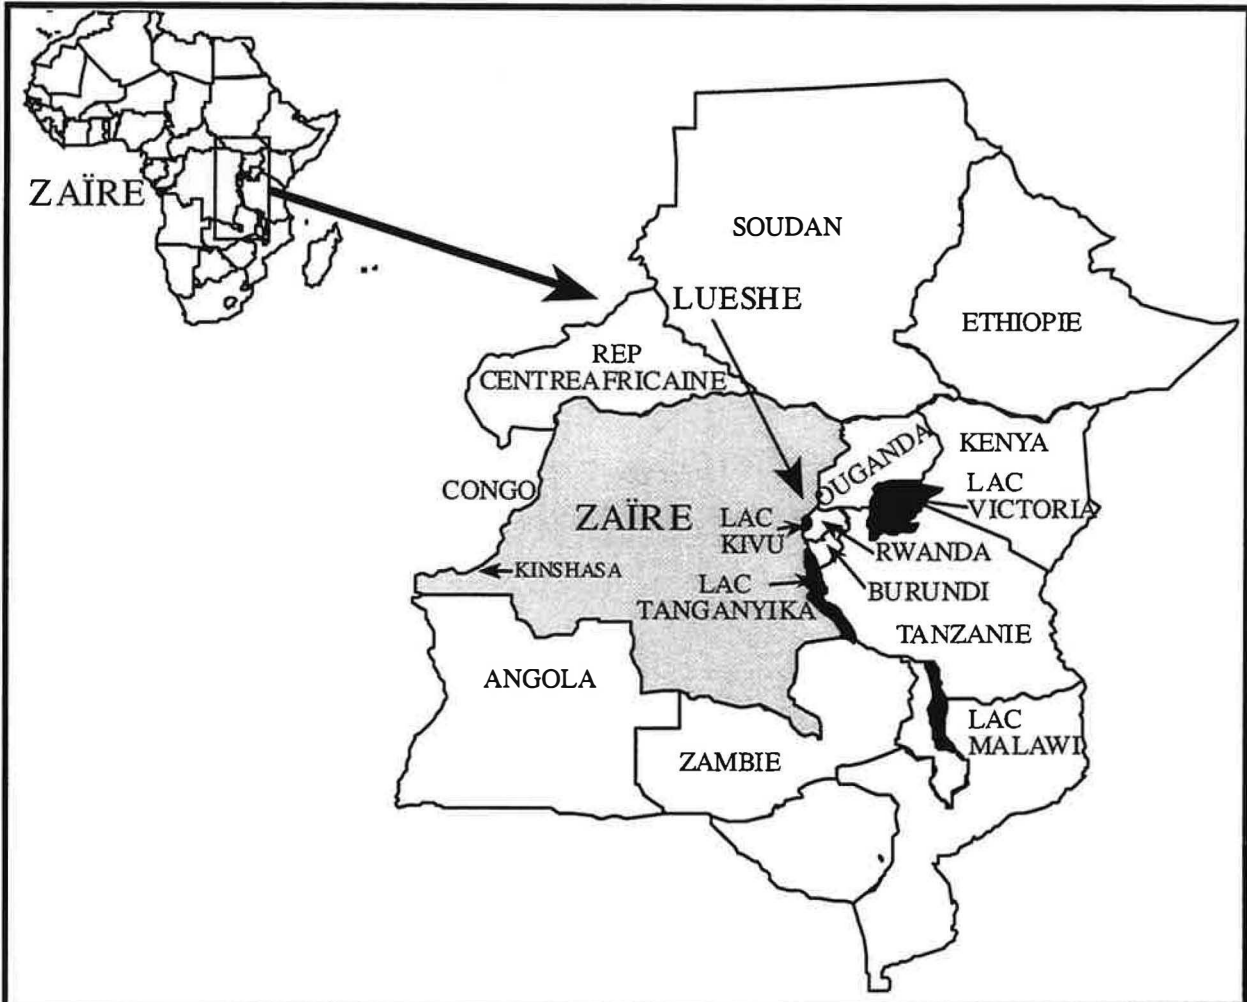 ZAÏRE
SOUDAN
LUESHE
ETHIOPIE
REP
CENTREAFRICAINE
OUGANDA
KENYA
CONGO
ZAÏRE
LAC
KIVU
LAC
VICTORIA
RWANDA
KINSHASA
LAC
TANGANYIKA
BURUNDI
TANZANIE
ANGOLA
LAC
MALAWI
ZAMBIE